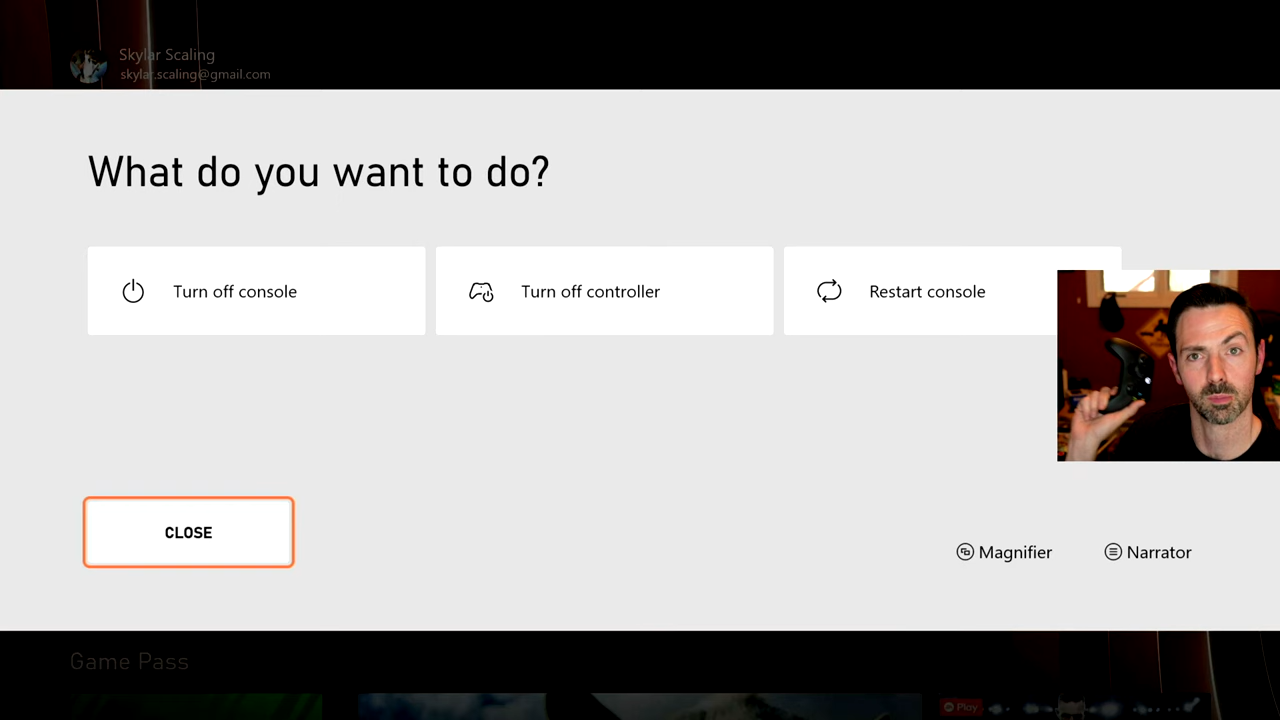 Skylar Scaling
skylar.scaling@gmail.com
What do you want to do?
Turn off console
Turn off controller
Restart console
CLOSE
Magnifier
Narrator
Game Pass
Play